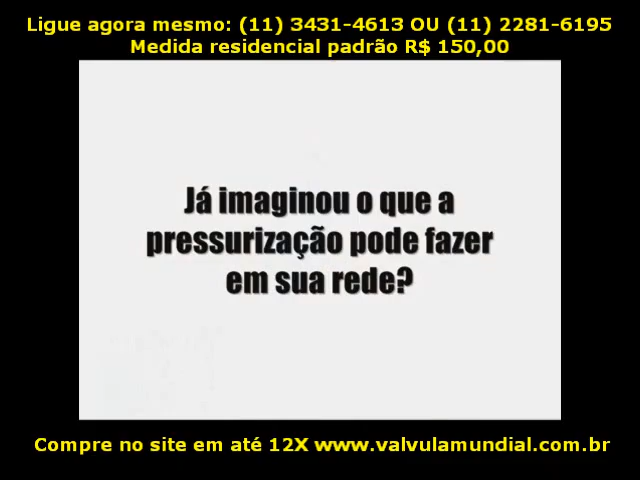 Ligue agora mesmo: (11) 3431-4613 OU (11) 2281-6195
Medida residencial padrão R$ 150,00
Já imaginou o que a
pressurização pode fazer
em sua rede?
Compre no site em até 12X www.valvulamundial.com.br